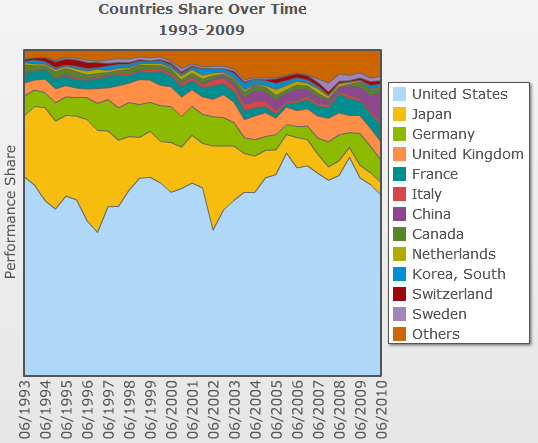 Countries Share Over Time
1993-2009
Performance Share
United States
Japan
Germany
United Kingdom
France
Italy
China
Canada
Netherlands
Korea, South
Switzerland
Sweden
Others
06/1993
06/1994
06/1995
06/1996
06/1997
06/1998
06/1999
06/2000
06/2001
06/2002
06/2003
06/2004
06/2005
06/2006
06/2007
06/2008
06/2009
06/2010